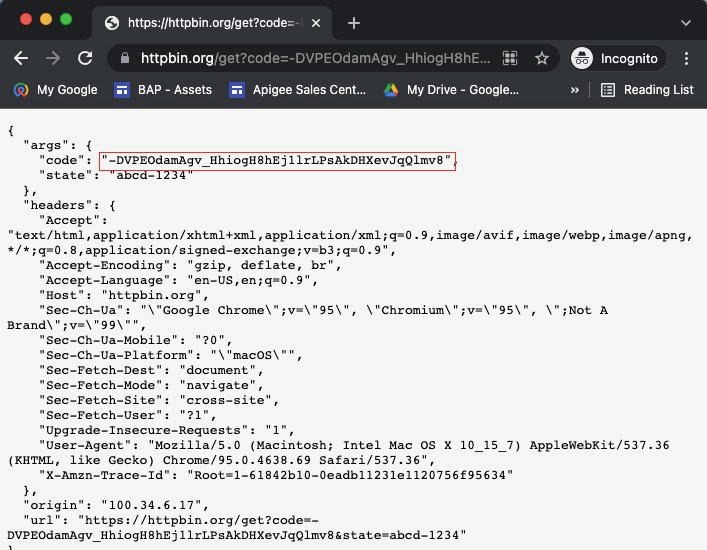 https://httpbin.org/get?code=-
httpbin.org/get?code=-DVPEOdamAgv_HhiogH8hE...
Incognito
My Google
BAP - Assets
Apigee Sales Cent...
My Drive - Google...
»
Reading List
{
"args": {
"code": "-DVPEOdamAgv_HhiogH8hEj1lrLPsAkDHXevJqQlmv8",
"state": "abcd-1234"
},
"headers": {
"Accept":
"text/html,application/xhtml+xml,application/xml;q=0.9,image/avif,image/webp,image/apng,
*/*;q=0.8,application/signed-exchange;v=b3;q=0.9",
"Accept-Encoding": "gzip, deflate, br",
"Accept-Language": "en-US,en;q=0.9",
"Host": "httpbin.org",
"Sec-Ch-Ua": "\"Google Chrome\";v=\"95\", \"Chromium\";v=\"95\", \";Not A
Brand\";v=\"99\"",
"Sec-Ch-Ua-Mobile": "?0",
"Sec-Ch-Ua-Platform": "\"macOS\"",
"Sec-Fetch-Dest": "document",
"Sec-Fetch-Mode": "navigate",
"Sec-Fetch-Site": "cross-site",
"Sec-Fetch-User": "?1",
"Upgrade-Insecure-Requests": "1",
"User-Agent": "Mozilla/5.0 (Macintosh; Intel Mac OS X 10_15_7) AppleWebKit/537.36
(KHTML, like Gecko) Chrome/95.0.4638.69 Safari/537.36",
"X-Amzn-Trace-Id": "Root=1-61842b10-0eadb11231e1120756f95634"
},
"origin": "100.34.6.17",
"url": "https://httpbin.org/get?code=-
DVPEOdamAgv_HhiogH8hEj1lrLPsAkDHXevJqQlmv8&state=abcd-1234"
}